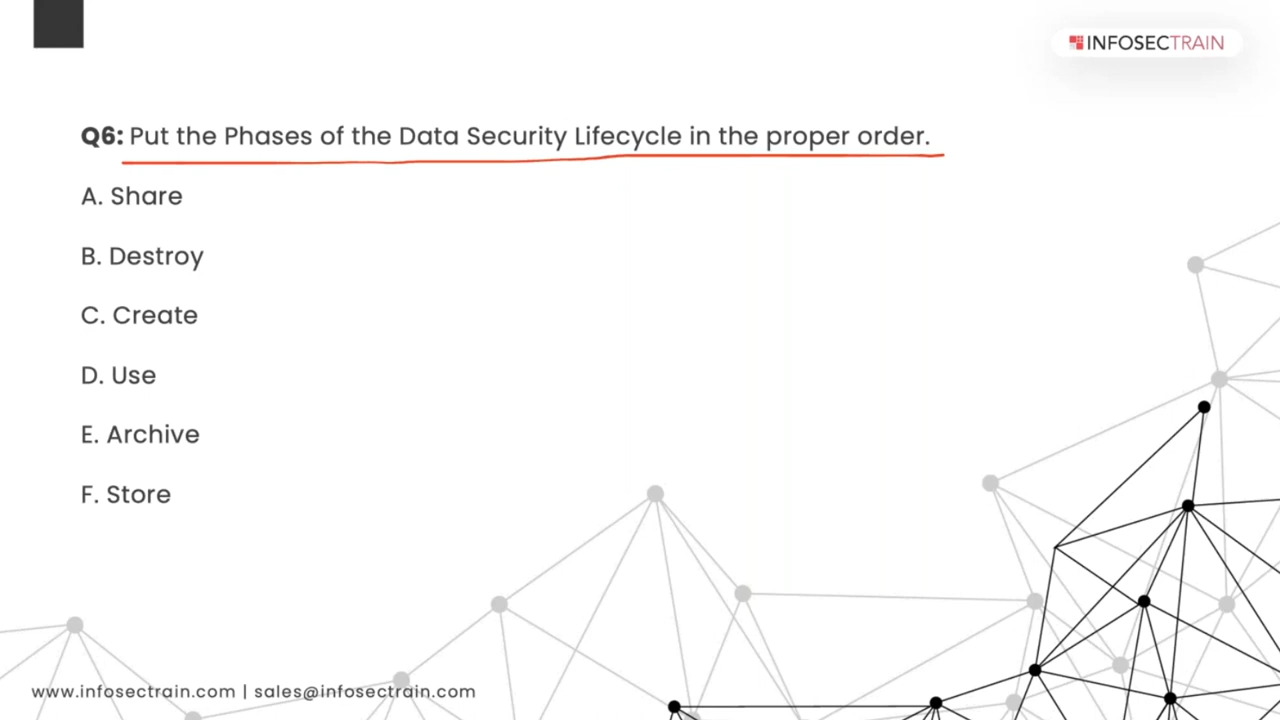 INFOSECTRAIN
Q6: Put the Phases of the Data Security Lifecycle in the proper order.
A. Share
B. Destroy
C. Create
D. Use
E. Archive
F. Store
www.infosectrain.com | sales@infosectrain.com